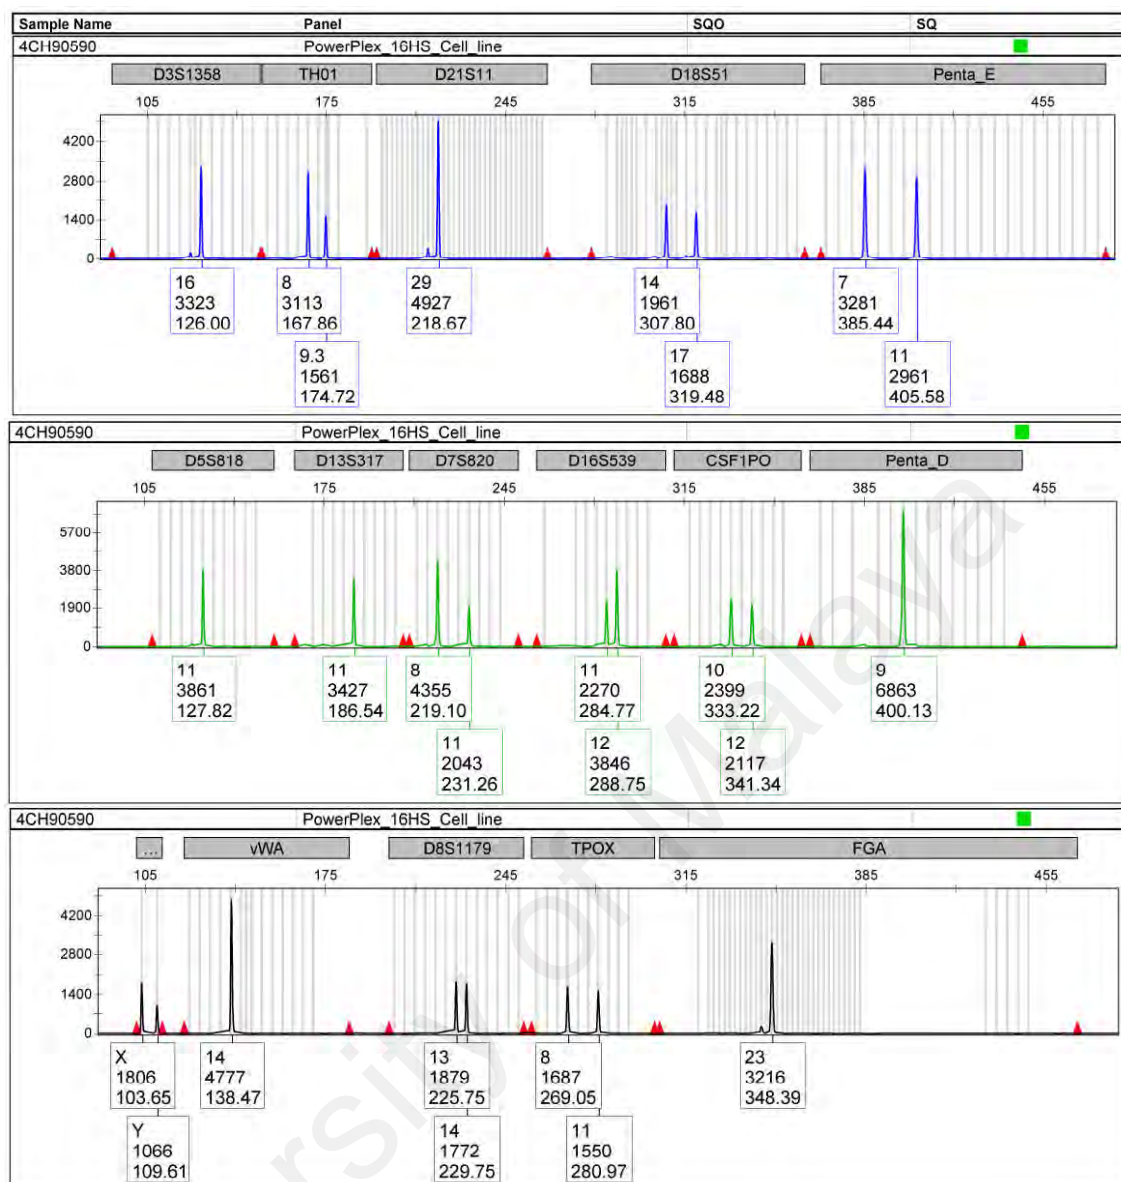 Sample Name Panel SQO SQ
4CH90590 PowerPlex_16HS_Cell_line
D3S1358 TH01 D21S11 D18S51 Penta_E
105 175 245 315 385 455
4200
2800
1400
0
16 8 29 14 7
3323 3113 4927 1961 3281
126.00 167.86 218.67 307.80 385.44
9.3 17 11
1561 1688 2961
174.72 319.48 405.58
4CH90590 PowerPlex_16HS_Cell_line
D5S818 D13S317 D7S820 D16S539 CSF1PO Penta_D
105 175 245 315 385 455
5700
3800
1900
0
11 11 8 11 10 9
3861 3427 4355 2270 2399 6863
127.82 186.54 219.10 284.77 333.22 400.13
11 12 12
2043 3846 2117
231.26 288.75 341.34
4CH90590 PowerPlex_16HS_Cell_line
... vWA D8S1179 TPOX FGA
105 175 245 315 385 455
4200
2800
1400
0
X 14 13 8 23
1806 4777 1879 1687 3216
103.65 138.47 225.75 269.05 348.39
Y 14 11
1066 1772 1550
109.61 229.75 280.97
rsity of Malaya